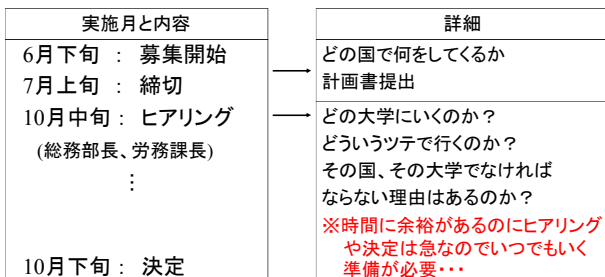 実施月と内容
6月下旬 : 募集開始
7月上旬 : 締切
10月中旬 : ヒアリング
(総務部長、労務課長)
⋮
10月下旬 : 決定
詳細
どの国で何をしてくるか
計画書提出
どの大学にいくのか？
どういうツテで行くのか？
その国、その大学でなければ
ならない理由はあるのか？
※時間に余裕があるのにヒアリング
や決定は急なのでいつでもいく
準備が必要・・・